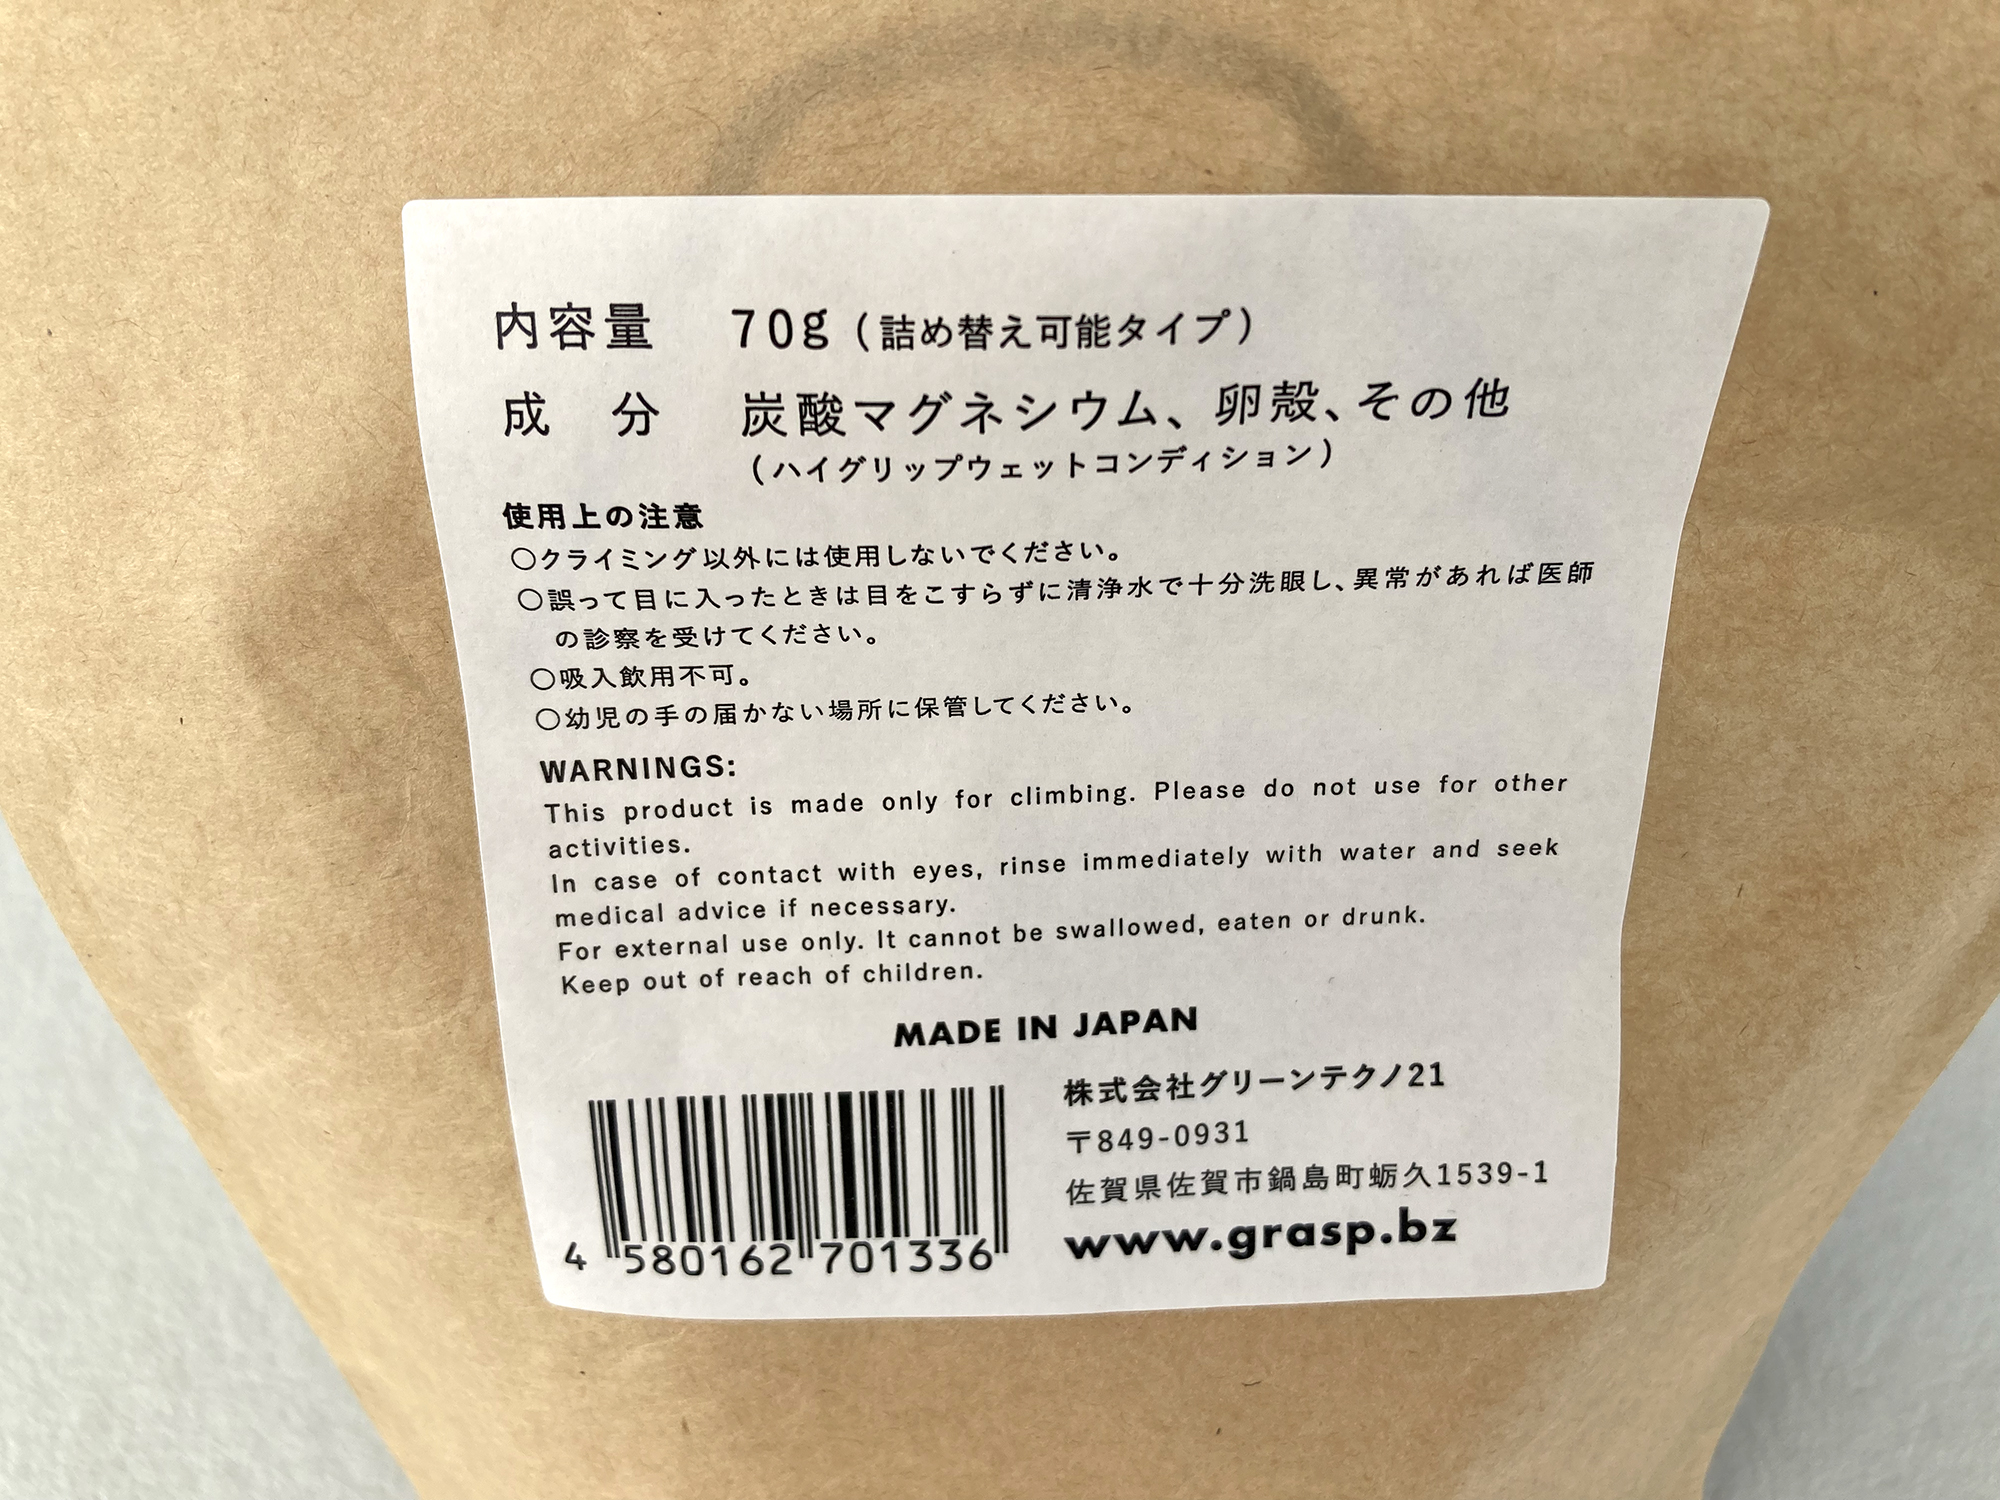 内容量 70g（詰め替え可能タイプ）
成 分 炭酸マグネシウム、卵殻、その他
（ハイグリップウェットコンディション）
使用上の注意
○クライミング以外には使用しないでください。
○誤って目に入ったときは目をこすらずに清浄水で十分洗眼し、異常があれば医師
の診察を受けてください。
○吸入飲用不可。
○幼児の手の届かない場所に保管してください。
WARNINGS:
This product is made only for climbing. Please do not use for other
activities.
In case of contact with eyes, rinse immediately with water and seek
medical advice if necessary.
For external use only. It cannot be swallowed, eaten or drunk.
Keep out of reach of children.
MADE IN JAPAN
株式会社グリーンテクノ21
〒849-0931
佐賀県佐賀市鍋島町蛎久1539-1
www.grasp.bz
4 580162 701336